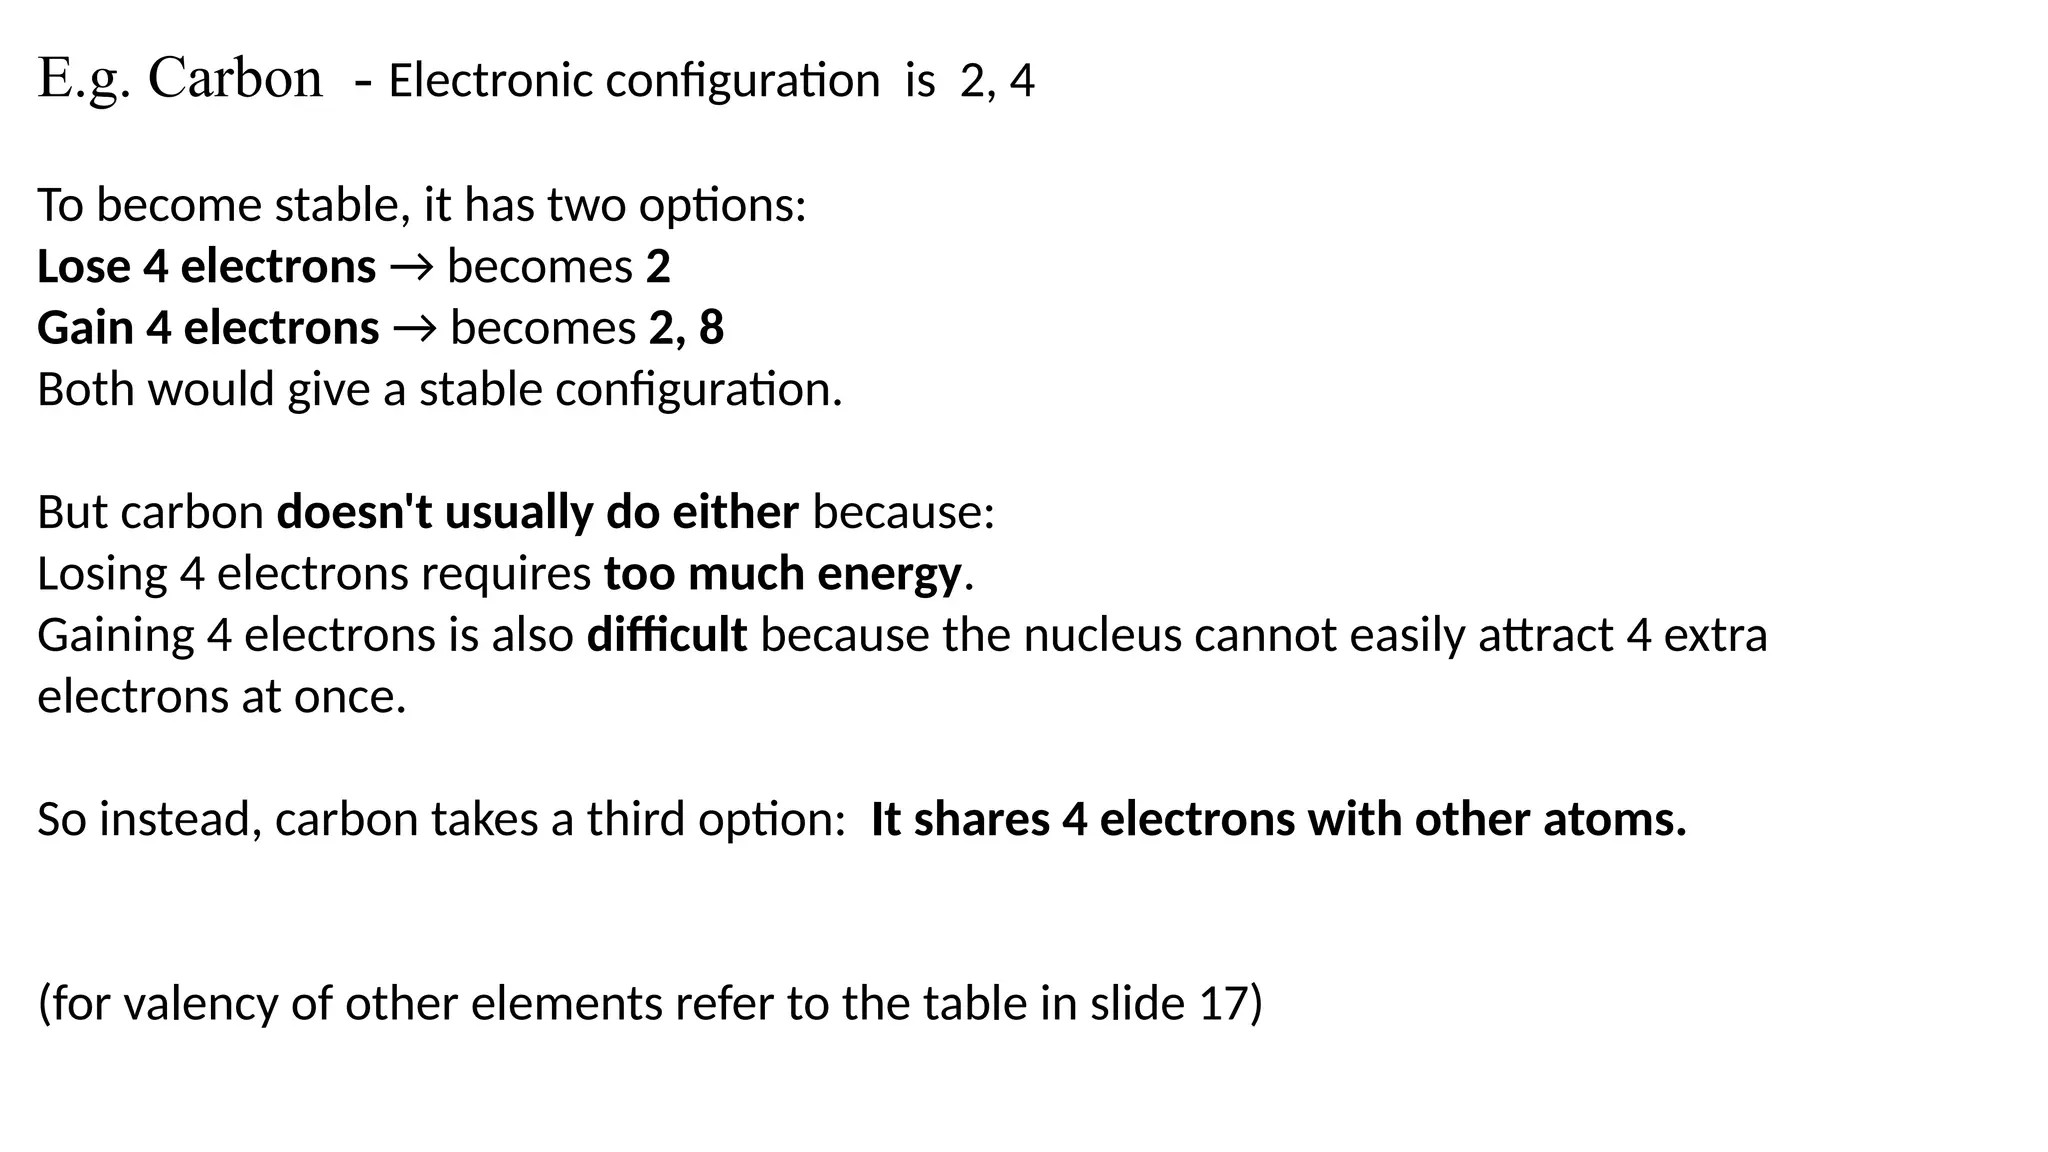 E.g. Carbon - Electronic configuration is 2, 4
To become stable, it has two options:
Lose 4 electrons → becomes 2
Gain 4 electrons → becomes 2, 8
Both would give a stable configuration.
But carbon doesn't usually do either because:
Losing 4 electrons requires too much energy.
Gaining 4 electrons is also difficult because the nucleus cannot easily attract 4 extra
electrons at once.
So instead, carbon takes a third option: It shares 4 electrons with other atoms.
(for valency of other elements refer to the table in slide 17)